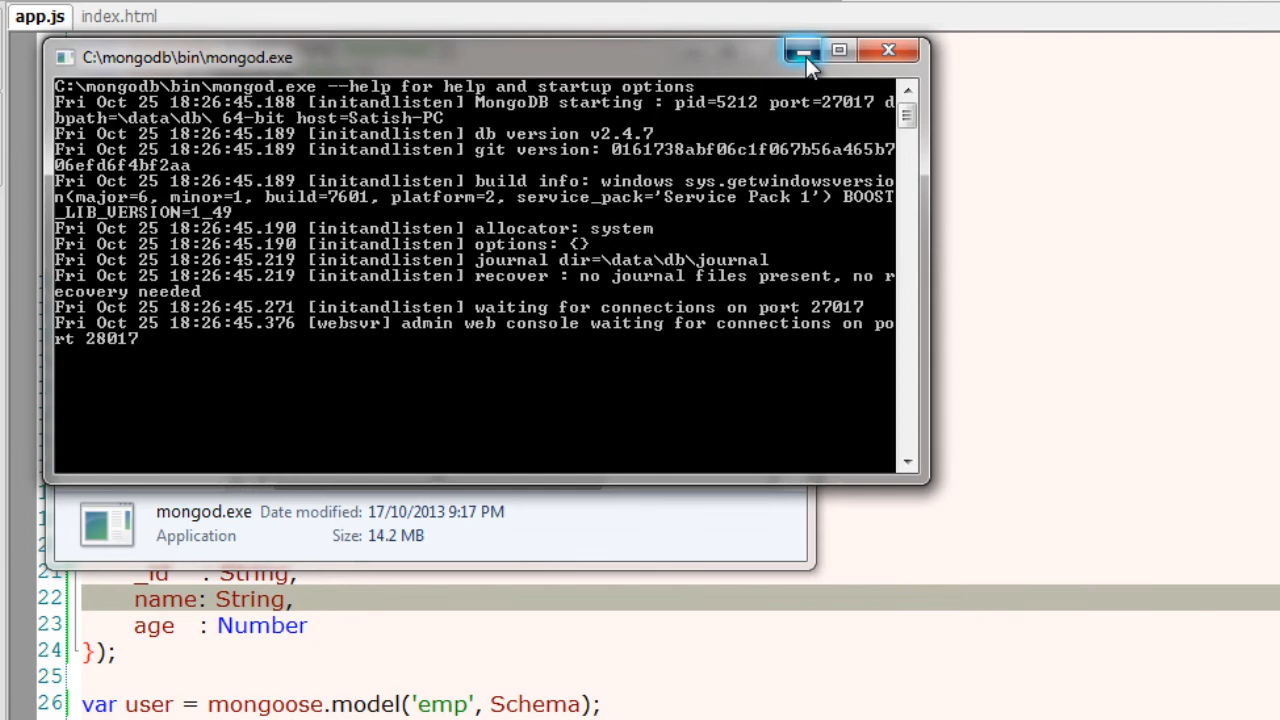 app.js index.html
C:\mongodb\bin\mongod.exe
C:\mongodb\bin\mongod.exe --help for help and startup options
Fri Oct 25 18:26:45.188 [initandlisten] MongoDB starting : pid=5212 port=27017 d
bpath=\data\db\ 64-bit host=Satish-PC
Fri Oct 25 18:26:45.189 [initandlisten] db version v2.4.7
Fri Oct 25 18:26:45.189 [initandlisten] git version: 0161738abf06c1f067b56a465b7
06efd6f4bf2aa
Fri Oct 25 18:26:45.189 [initandlisten] build info: windows sys.getwindowsversio
n(major=6, minor=1, build=7601, platform=2, service_pack='Service Pack 1') BOOST
_LIB_VERSION=1_49
Fri Oct 25 18:26:45.190 [initandlisten] allocator: system
Fri Oct 25 18:26:45.190 [initandlisten] options: {}
Fri Oct 25 18:26:45.219 [initandlisten] journal dir=\data\db\journal
Fri Oct 25 18:26:45.219 [initandlisten] recover : no journal files present, no r
ecovery needed
Fri Oct 25 18:26:45.271 [initandlisten] waiting for connections on port 27017
Fri Oct 25 18:26:45.376 [websvr] admin web console waiting for connections on po
rt 28017
mongod.exe Date modified: 17/10/2013 9:17 PM
Application Size: 14.2 MB
21 _id : String,
22 name: String,
23 age : Number
24 });
25
26 var user = mongoose.model('emp', Schema);